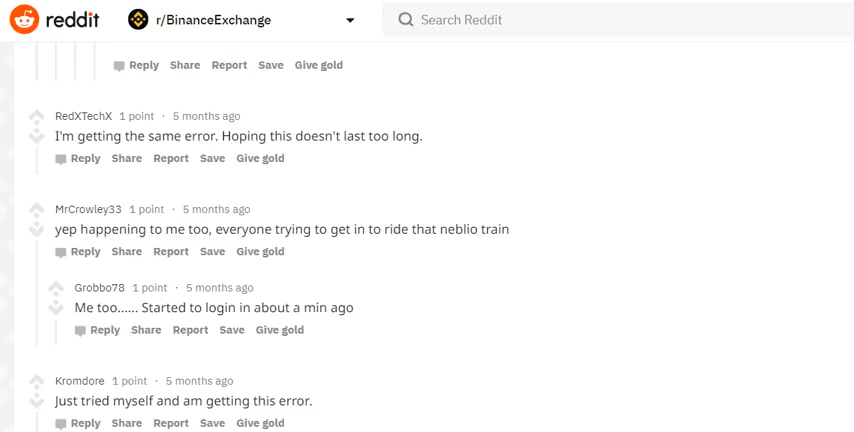 reddit r/BinanceExchange Search Reddit
Reply Share Report Save Give gold
RedXTechX 1 point · 5 months ago
I'm getting the same error. Hoping this doesn't last too long.
Reply Share Report Save Give gold
MrCrowley33 1 point · 5 months ago
yep happening to me too, everyone trying to get in to ride that neblio train
Reply Share Report Save Give gold
Grobbo78 1 point · 5 months ago
Me too...... Started to login in about a min ago
Reply Share Report Save Give gold
Kromdore 1 point · 5 months ago
Just tried myself and am getting this error.
Reply Share Report Save Give gold